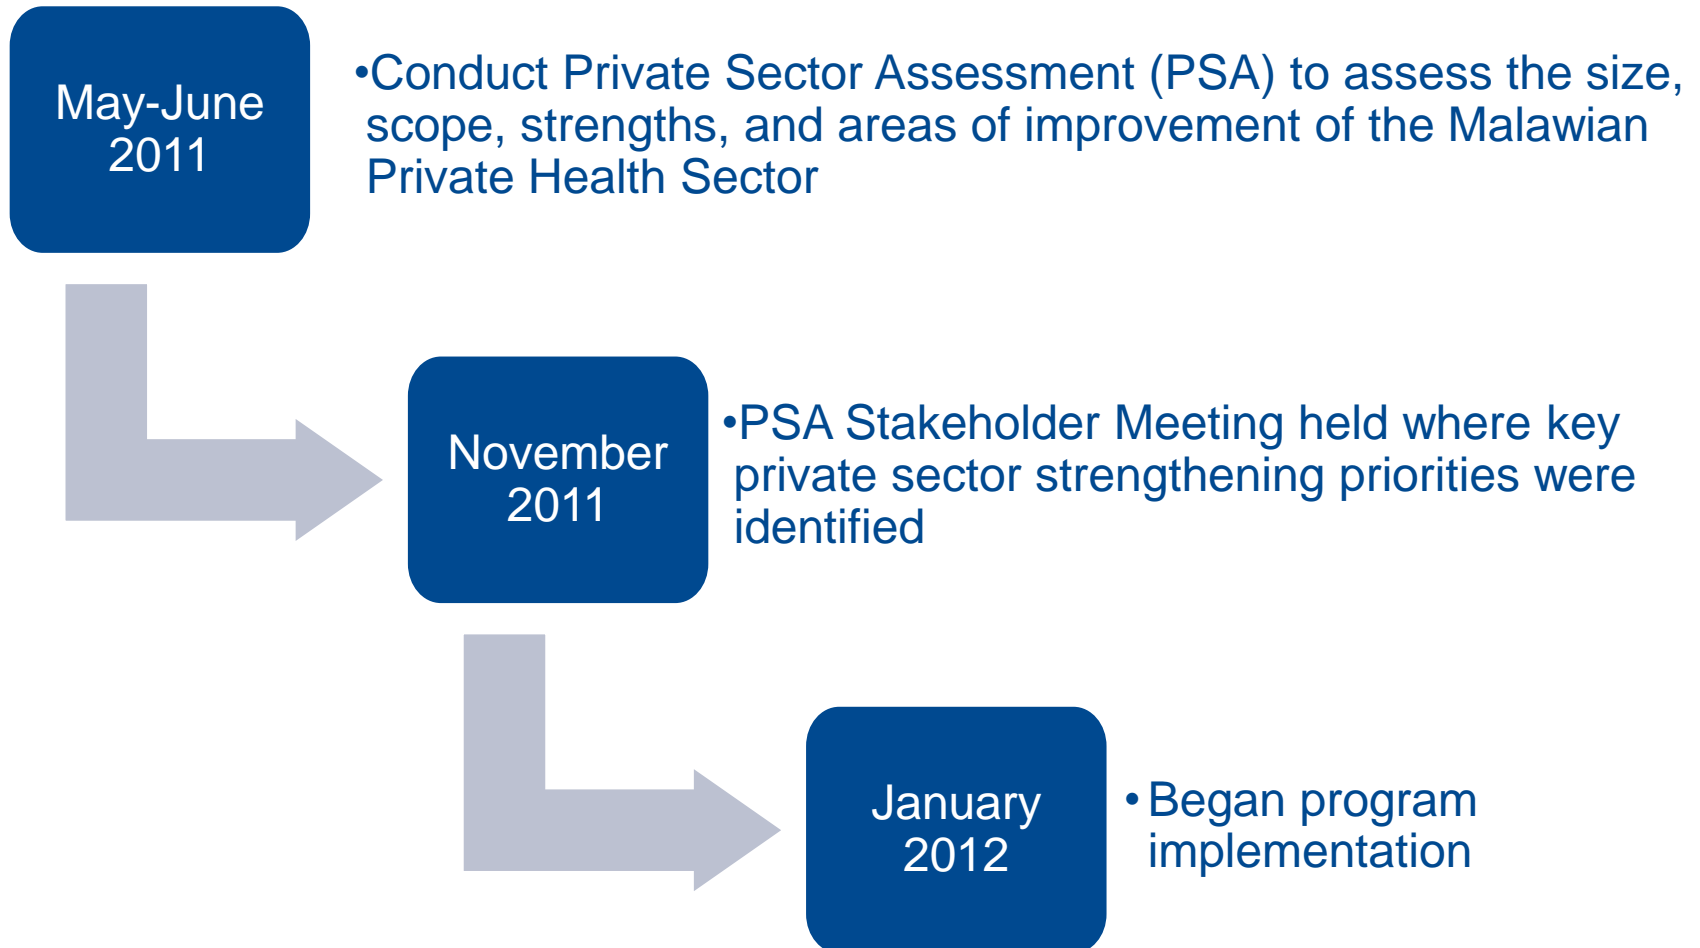 May-June
2011
•Conduct Private Sector Assessment (PSA) to assess the size,
scope, strengths, and areas of improvement of the Malawian
Private Health Sector
November
2011
•PSA Stakeholder Meeting held where key
private sector strengthening priorities were
identified
January
2012
•Began program
implementation